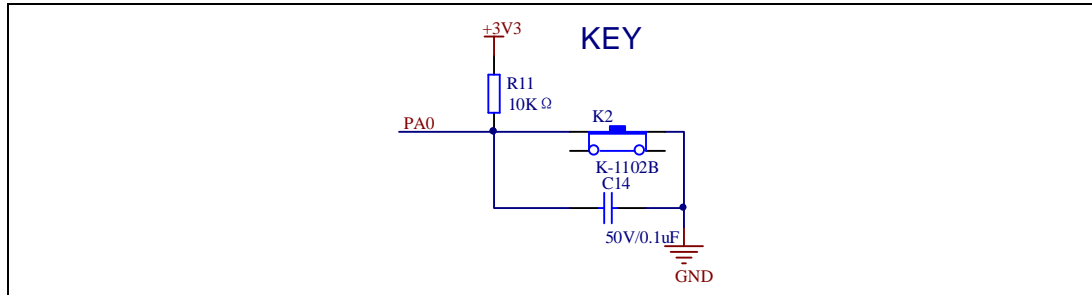 +3V3
KEY
R11
10KΩ
PA0
K2
K-1102B
C14
50V/0.1uF
GND